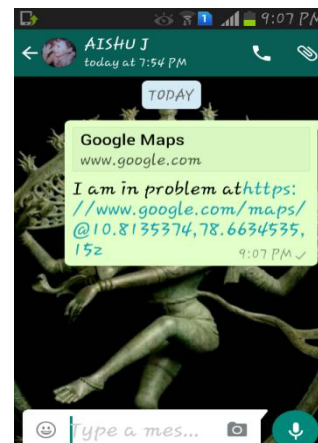 1 9:07 PM
AISHU J
today at 7:54 PM
TODAY
Google Maps
www.google.com
I am in problem athttps:
//www.google.com/maps/
@10.8135374,78.6634535,
15z
9:07 PM
Type a mes...